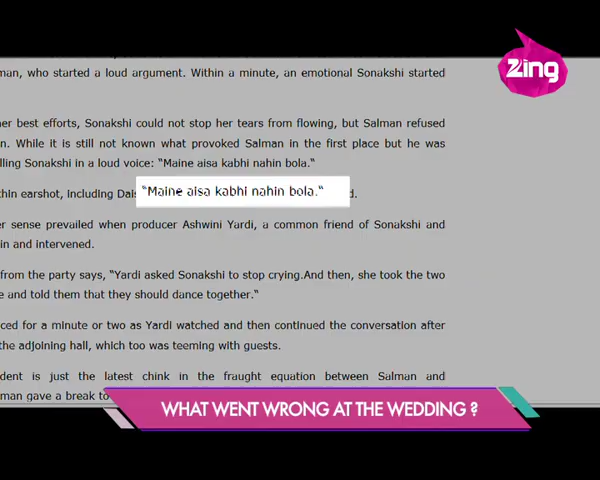 zing
man, who started a loud argument. Within a minute, an emotional Sonakshi started
her best efforts, Sonakshi could not stop her tears from flowing, but Salman refused
n. While it is still not known what provoked Salman in the first place but he was
lling Sonakshi in a loud voice: "Maine aisa kabhi nahin bola."
thin earshot, including Dais
"Maine aisa kabhi nahin bola."
d.
er sense prevailed when producer Ashwini Yardi, a common friend of Sonakshi and
in and intervened.
from the party says, "Yardi asked Sonakshi to stop crying.And then, she took the two
e and told them that they should dance together."
ced for a minute or two as Yardi watched and then continued the conversation after
the adjoining hall, which too was teeming with guests.
dent is just the latest chink in the fraught equation between Salman and
man gave a break to
WHAT WENT WRONG AT THE WEDDING ?